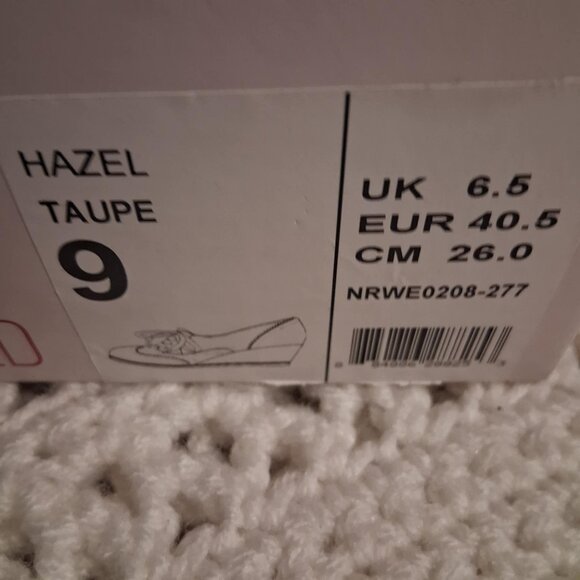 HAZEL
TAUPE
9
UK 6.5
EUR 40.5
CM 26.0
NRWE0208-277